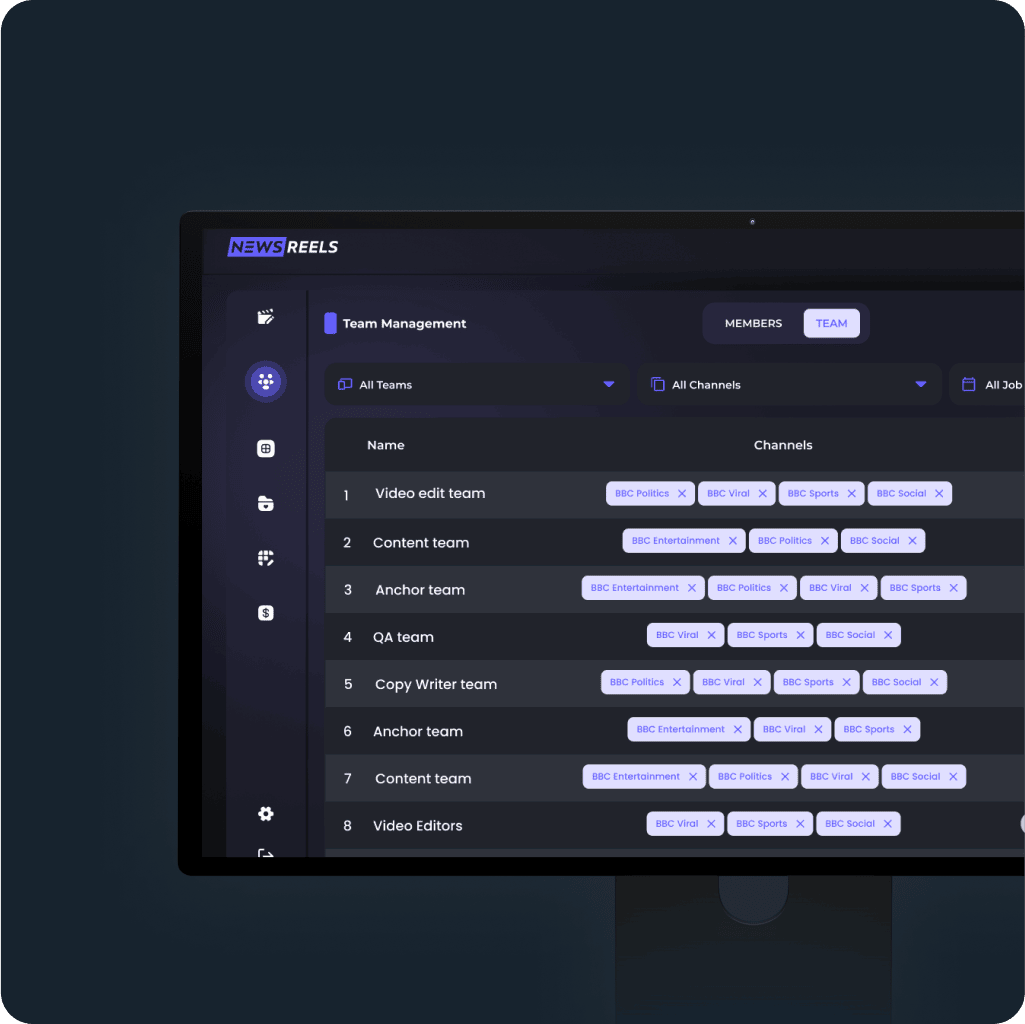 NEWS REELS
Team Management
MEMBERS TEAM
All Teams All Channels All Job
Name Channels
1 Video edit team BBC Politics BBC Viral BBC Sports BBC Social
2 Content team BBC Entertainment BBC Politics BBC Social
3 Anchor team BBC Entertainment BBC Politics BBC Viral BBC Sports
4 QA team BBC Viral BBC Sports BBC Social
5 Copy Writer team BBC Politics BBC Viral BBC Sports BBC Social
6 Anchor team BBC Entertainment BBC Viral BBC Sports
7 Content team BBC Entertainment BBC Politics BBC Viral BBC Social
8 Video Editors BBC Viral BBC Sports BBC Social